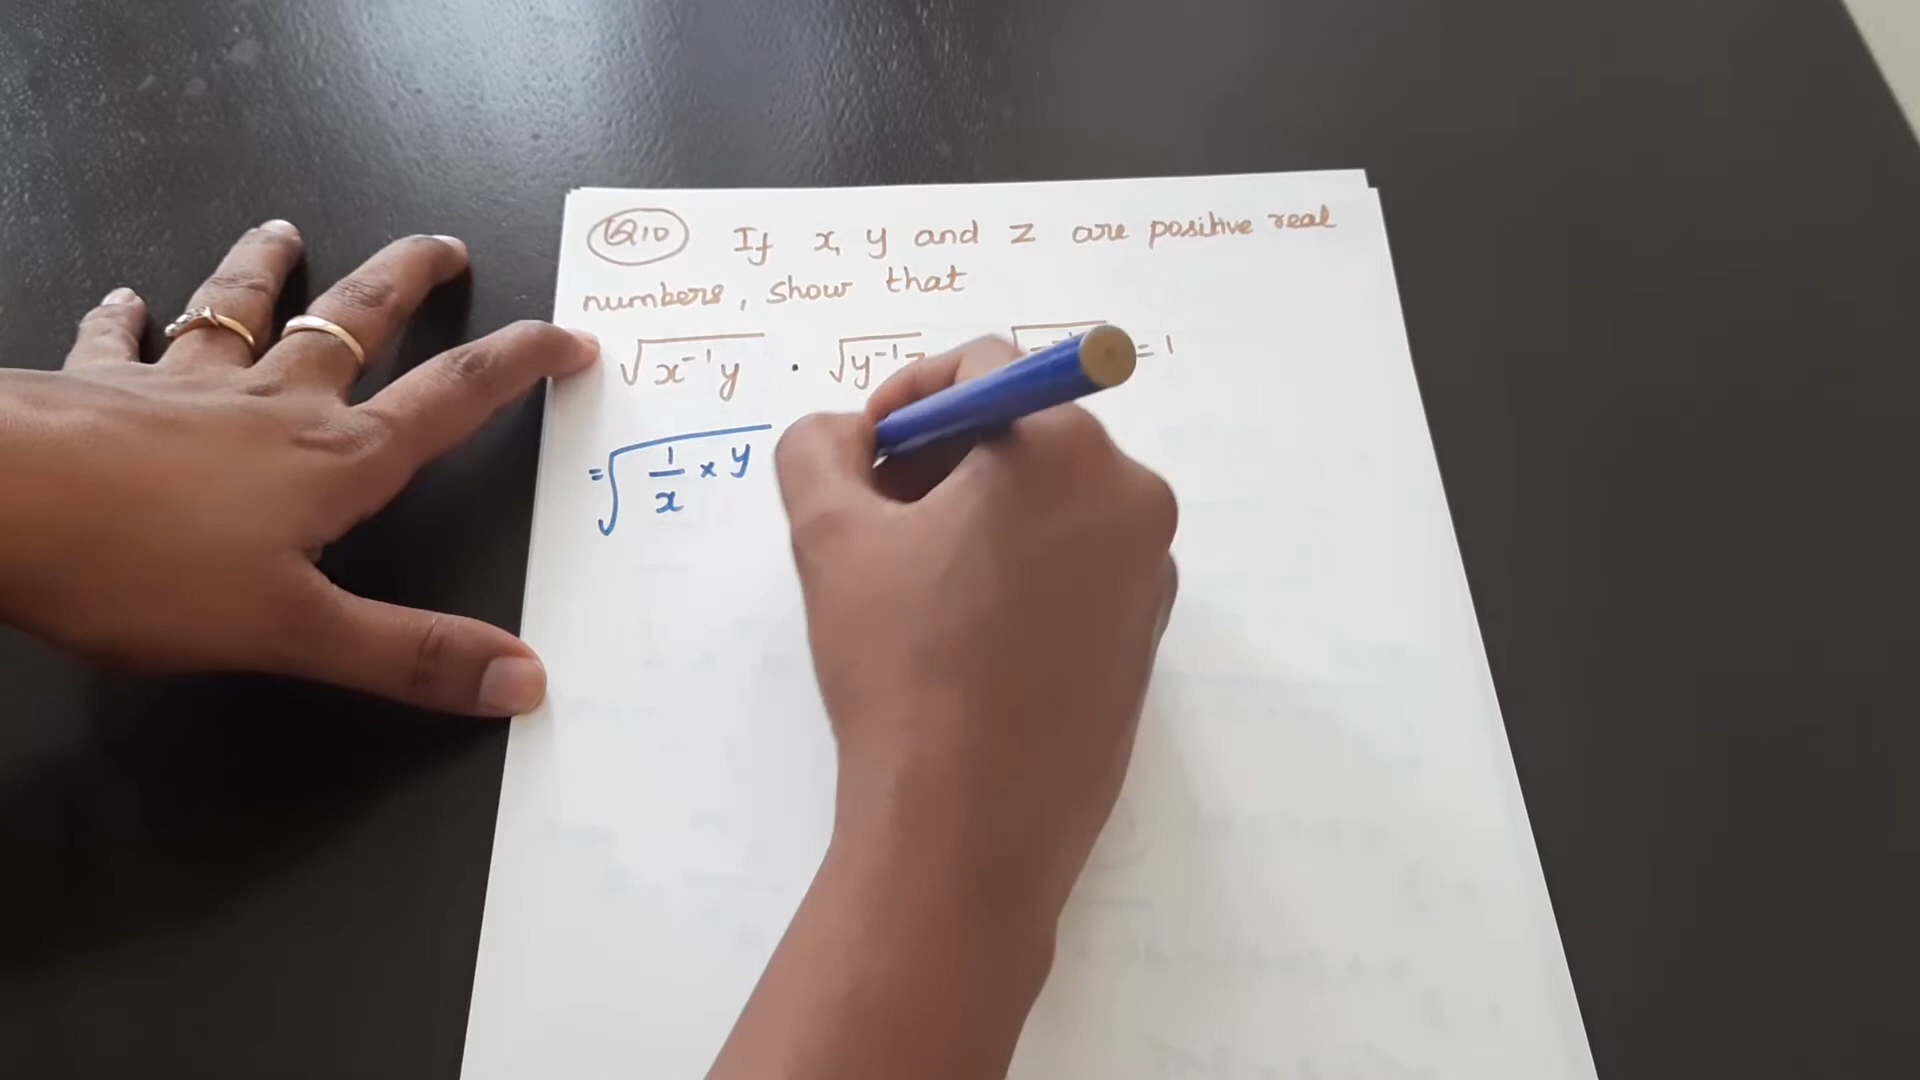 Q10 If x, y and z are positive real
numbers, show that
√x⁻¹y . √y⁻¹z √ = 1
= √1/x × y